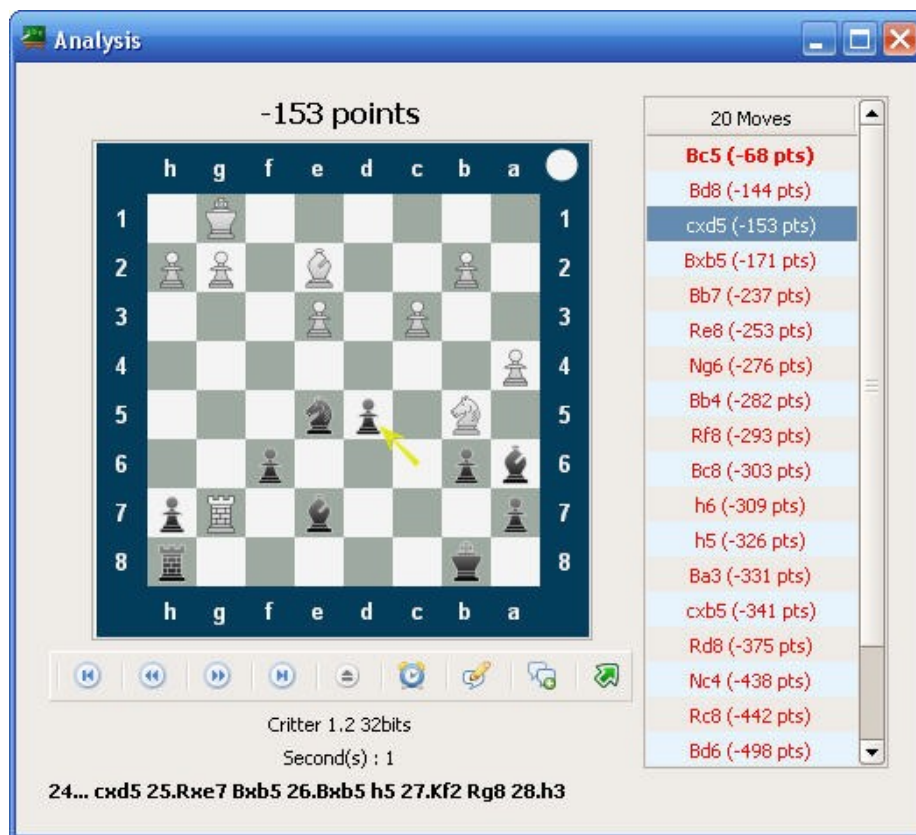 Analysis
-153 points
h g f e d c b a
1 1
2 2
3 3
4 4
5 5
6 6
7 7
8 8
h g f e d c b a
20 Moves
Bc5 (-68 pts)
Bd8 (-144 pts)
cxd5 (-153 pts)
Bxb5 (-171 pts)
Bb7 (-237 pts)
Re8 (-253 pts)
Ng6 (-276 pts)
Bb4 (-282 pts)
Rf8 (-293 pts)
Bc8 (-303 pts)
h6 (-309 pts)
h5 (-326 pts)
Ba3 (-331 pts)
cxb5 (-341 pts)
Rd8 (-375 pts)
Nc4 (-438 pts)
Rc8 (-442 pts)
Bd6 (-498 pts)
Critter 1.2 32bits
Second(s) : 1
24... cxd5 25.Rxe7 Bxb5 26.Bxb5 h5 27.Kf2 Rg8 28.h3